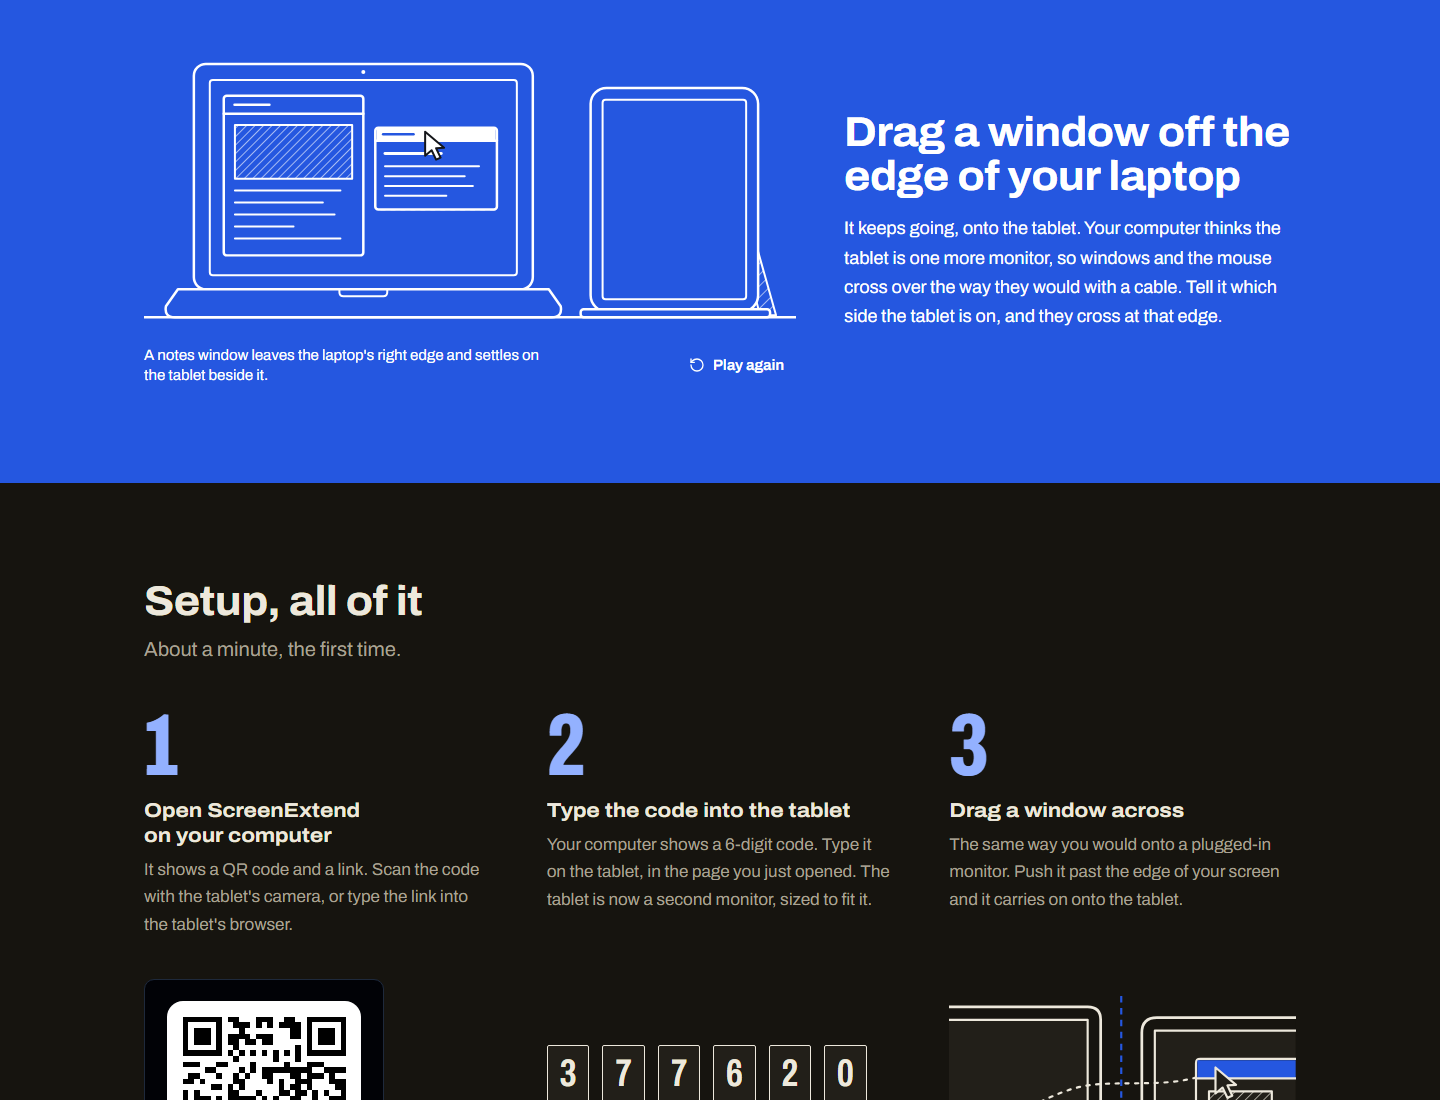 Drag a window off the
edge of your laptop
It keeps going, onto the tablet. Your computer thinks the
tablet is one more monitor, so windows and the mouse
cross over the way they would with a cable. Tell it which
side the tablet is on, and they cross at that edge.
A notes window leaves the laptop's right edge and settles on
the tablet beside it.
Play again
Setup, all of it
About a minute, the first time.
1
Open ScreenExtend
on your computer
It shows a QR code and a link. Scan the code
with the tablet's camera, or type the link into
the tablet's browser.
2
Type the code into the tablet
Your computer shows a 6-digit code. Type it
on the tablet, in the page you just opened. The
tablet is now a second monitor, sized to fit it.
3 7 7 6 2 0
3
Drag a window across
The same way you would onto a plugged-in
monitor. Push it past the edge of your screen
and it carries on onto the tablet.